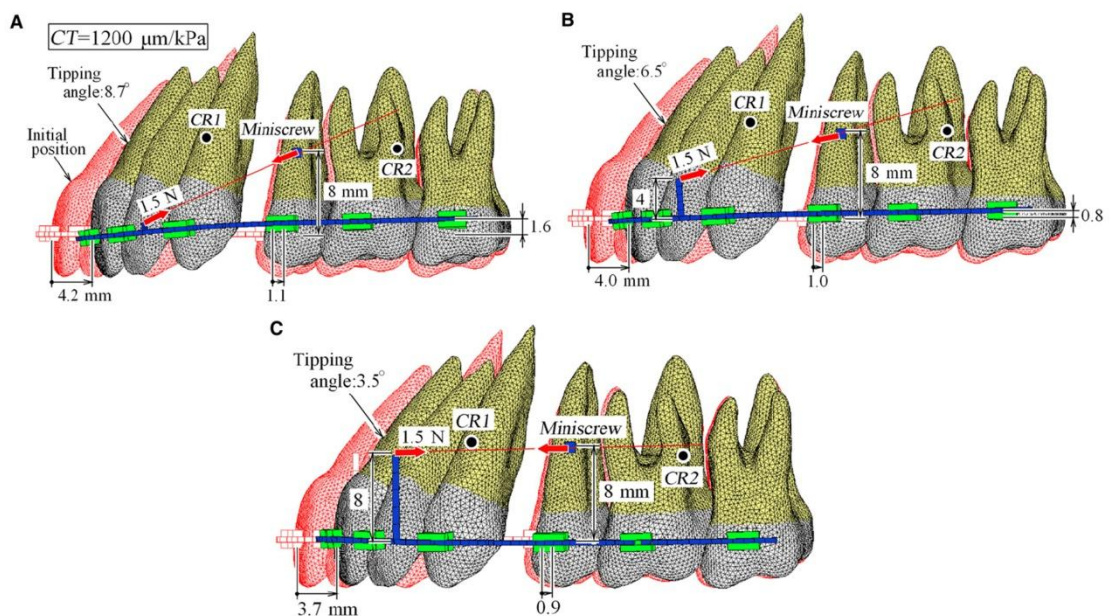 A
CT=1200 μm/kPa
Tipping
angle:8.7°
Initial
position
CR1
Miniscrew
1.5 N
CR2
8 mm
1.6
4.2 mm
1.1
B
Tipping
angle:6.5°
CR1
Miniscrew
1.5 N
CR2
4
8 mm
0.8
4.0 mm
1.0
C
Tipping
angle:3.5°
1.5 N
CR1
Miniscrew
CR2
8
8 mm
3.7 mm
0.9